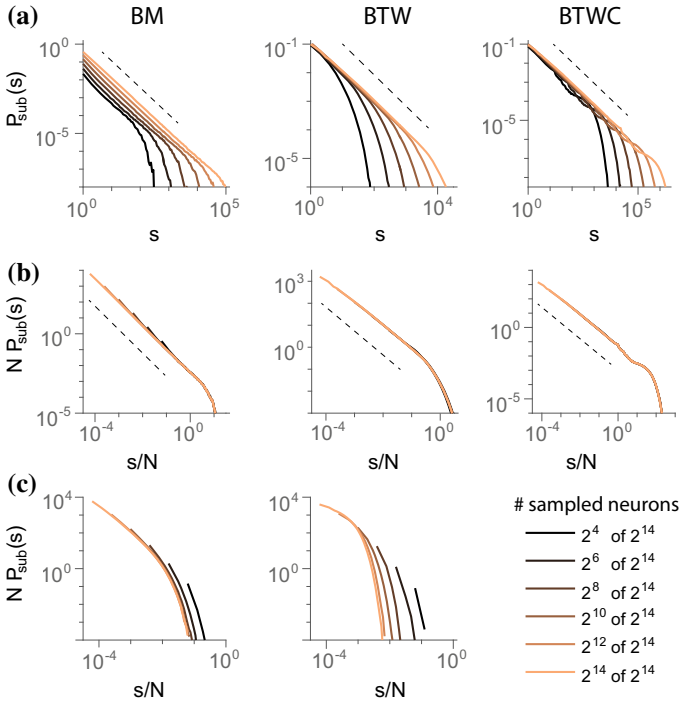 (a) BM BTW BTWC
P_sub(s)
10^0
10^-5
10^0 10^5
s
10^-1
10^-5
10^0 10^2 10^4
s
10^-1
10^-5
10^0 10^5
s
(b)
N P_sub(s)
10^0
10^-5
10^-4 10^0
s/N
10^3
10^0
10^-4 10^0
s/N
10^4
10^0
10^-4 10^0
s/N
(c)
N P_sub(s)
10^4
10^0
10^-4 10^0
s/N
10^4
10^0
10^-4 10^0
s/N
# sampled neurons
2^4 of 2^14
2^6 of 2^14
2^8 of 2^14
2^10 of 2^14
2^12 of 2^14
2^14 of 2^14